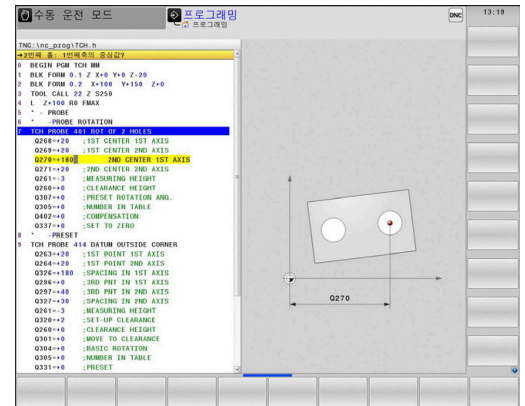 수동 운전 모드
프로그래밍
프로그래밍
DNC
13:19
TNC:\nc_prog\TCH.h
→2번째 홀: 1번째축의 중심값?
0 BEGIN PGM TCH MM
1 BLK FORM 0.1 Z X+0 Y+0 Z-20
2 BLK FORM 0.2 X+100 Y+150 Z+0
3 TOOL CALL 22 Z S250
4 L Z+100 R0 FMAX
5 * - PROBE
6 * -PROBE ROTATION
7 TCH PROBE 401 ROT OF 2 HOLES
Q268=+20 ;1ST CENTER 1ST AXIS
Q269=+20 ;1ST CENTER 2ND AXIS
Q270=+180 2ND CENTER 1ST AXIS
Q271=+20 ;2ND CENTER 2ND AXIS
Q261=-3 ;MEASURING HEIGHT
Q260=+0 ;CLEARANCE HEIGHT
Q307=+0 ;PRESET ROTATION ANG.
Q305=+0 ;NUMBER IN TABLE
Q402=+0 ;COMPENSATION
Q337=+0 ;SET TO ZERO
8 * -PRESET
9 TCH PROBE 414 DATUM OUTSIDE CORNER
Q263=+20 ;1ST POINT 1ST AXIS
Q264=+20 ;1ST POINT 2ND AXIS
Q326=+180 ;SPACING IN 1ST AXIS
Q296=+0 ;3RD PNT IN 1ST AXIS
Q297=+40 ;3RD PNT IN 2ND AXIS
Q327=+30 ;SPACING IN 2ND AXIS
Q261=-3 ;MEASURING HEIGHT
Q320=+2 ;SET-UP CLEARANCE
Q260=+0 ;CLEARANCE HEIGHT
Q301=+0 ;MOVE TO CLEARANCE
Q304=+0 ;BASIC ROTATION
Q305=+0 ;NUMBER IN TABLE
Q331=+0 ;PRESET
Q270